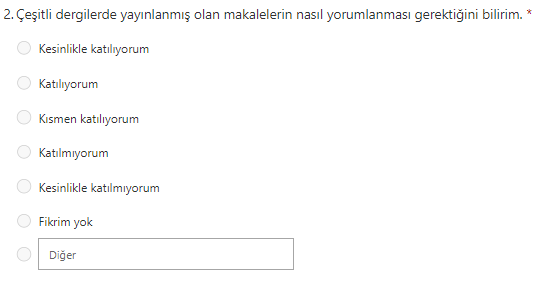 2. Çeşitli dergilerde yayınlanmış olan makalelerin nasıl yorumlanması gerektiğini bilirim. *
Kesinlikle katılıyorum
Katılıyorum
Kısmen katılıyorum
Katılmıyorum
Kesinlikle katılmıyorum
Fikrim yok
Diğer